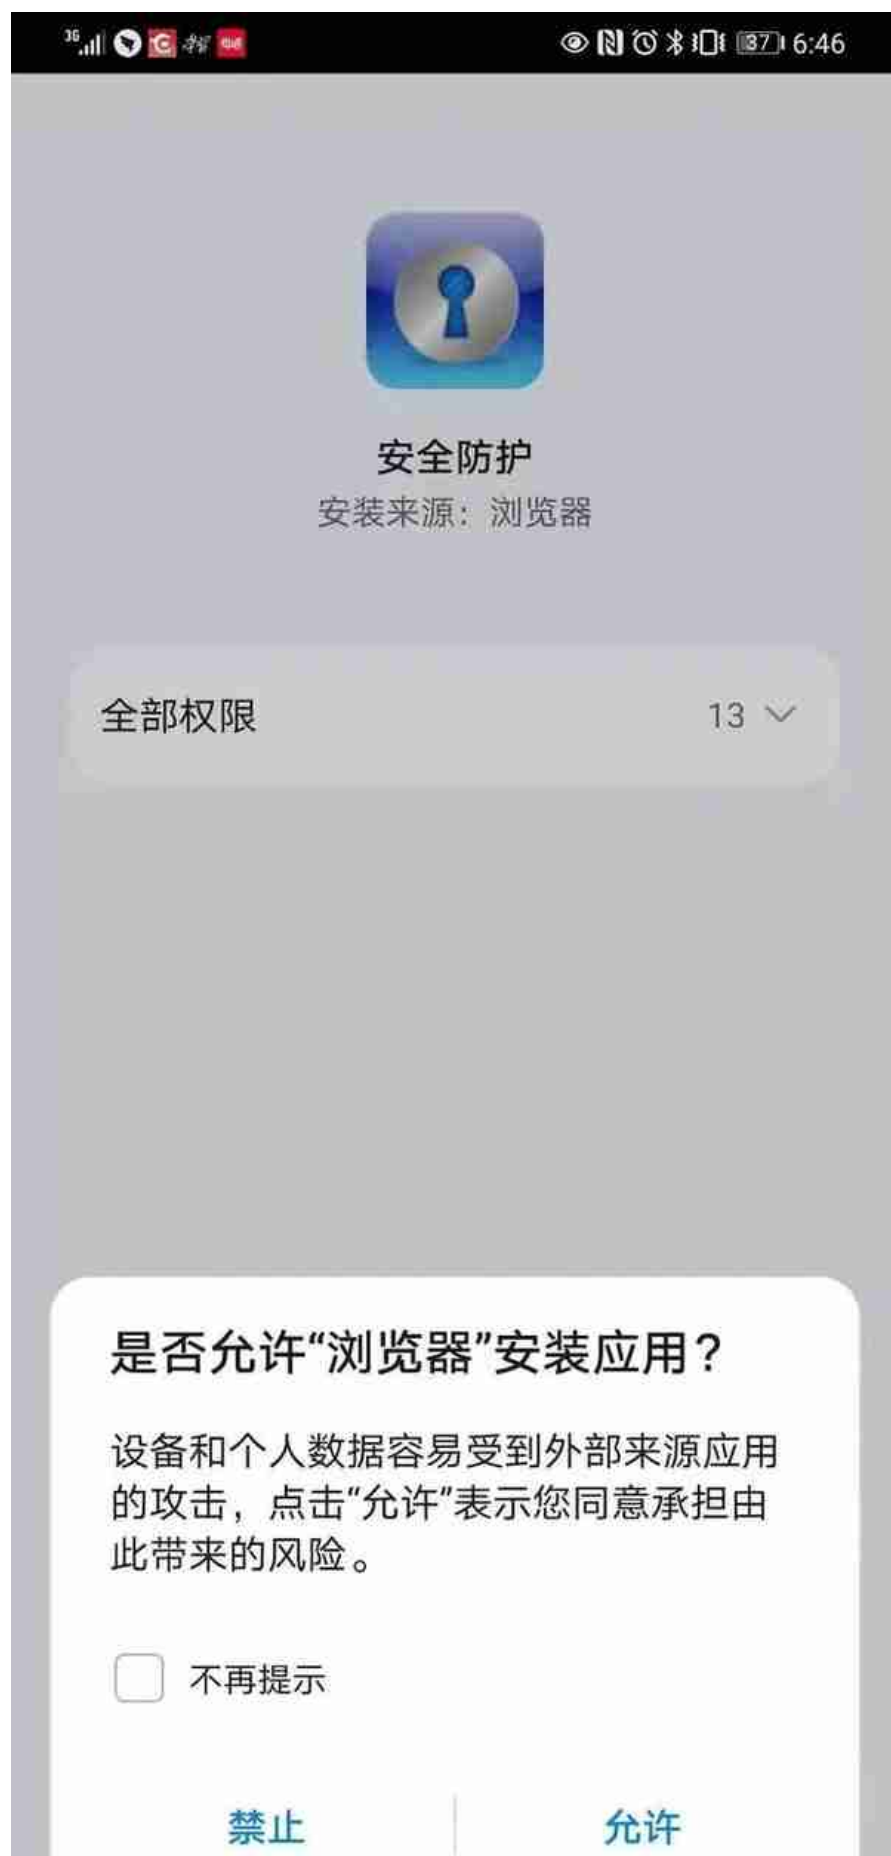 3G 37 6:46
安全防护
安装来源：浏览器
全部权限 13
是否允许“浏览器”安装应用？
设备和个人数据容易受到外部来源应用
的攻击，点击“允许”表示您同意承担由
此带来的风险。
不再提示
禁止 允许